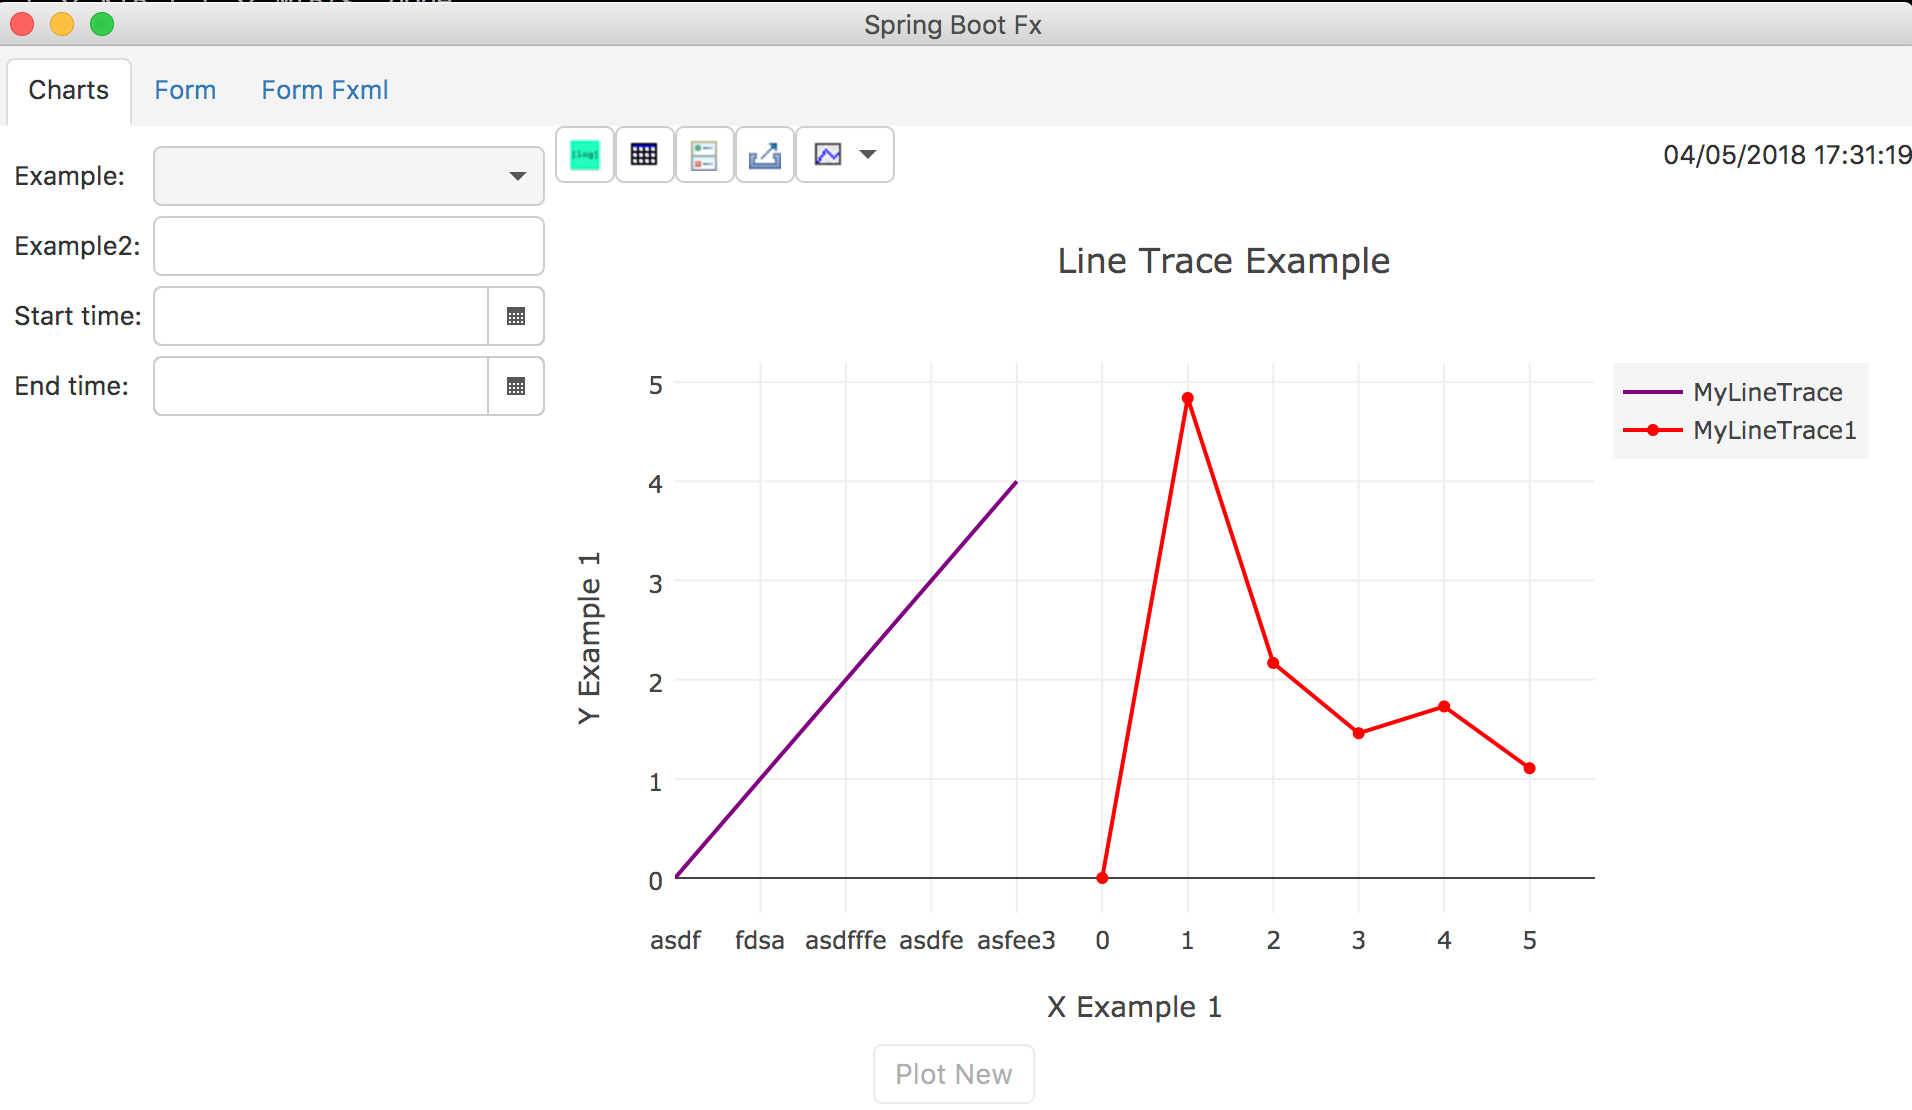 Spring Boot Fx
Charts Form Form Fxml
Example:
Example2:
Start time:
End time:
[log]
04/05/2018 17:31:19
Line Trace Example
MyLineTrace
MyLineTrace1
Y Example 1
5
4
3
2
1
0
asdf fdsa asdfffe asdfe asfee3 0 1 2 3 4 5
X Example 1
Plot New